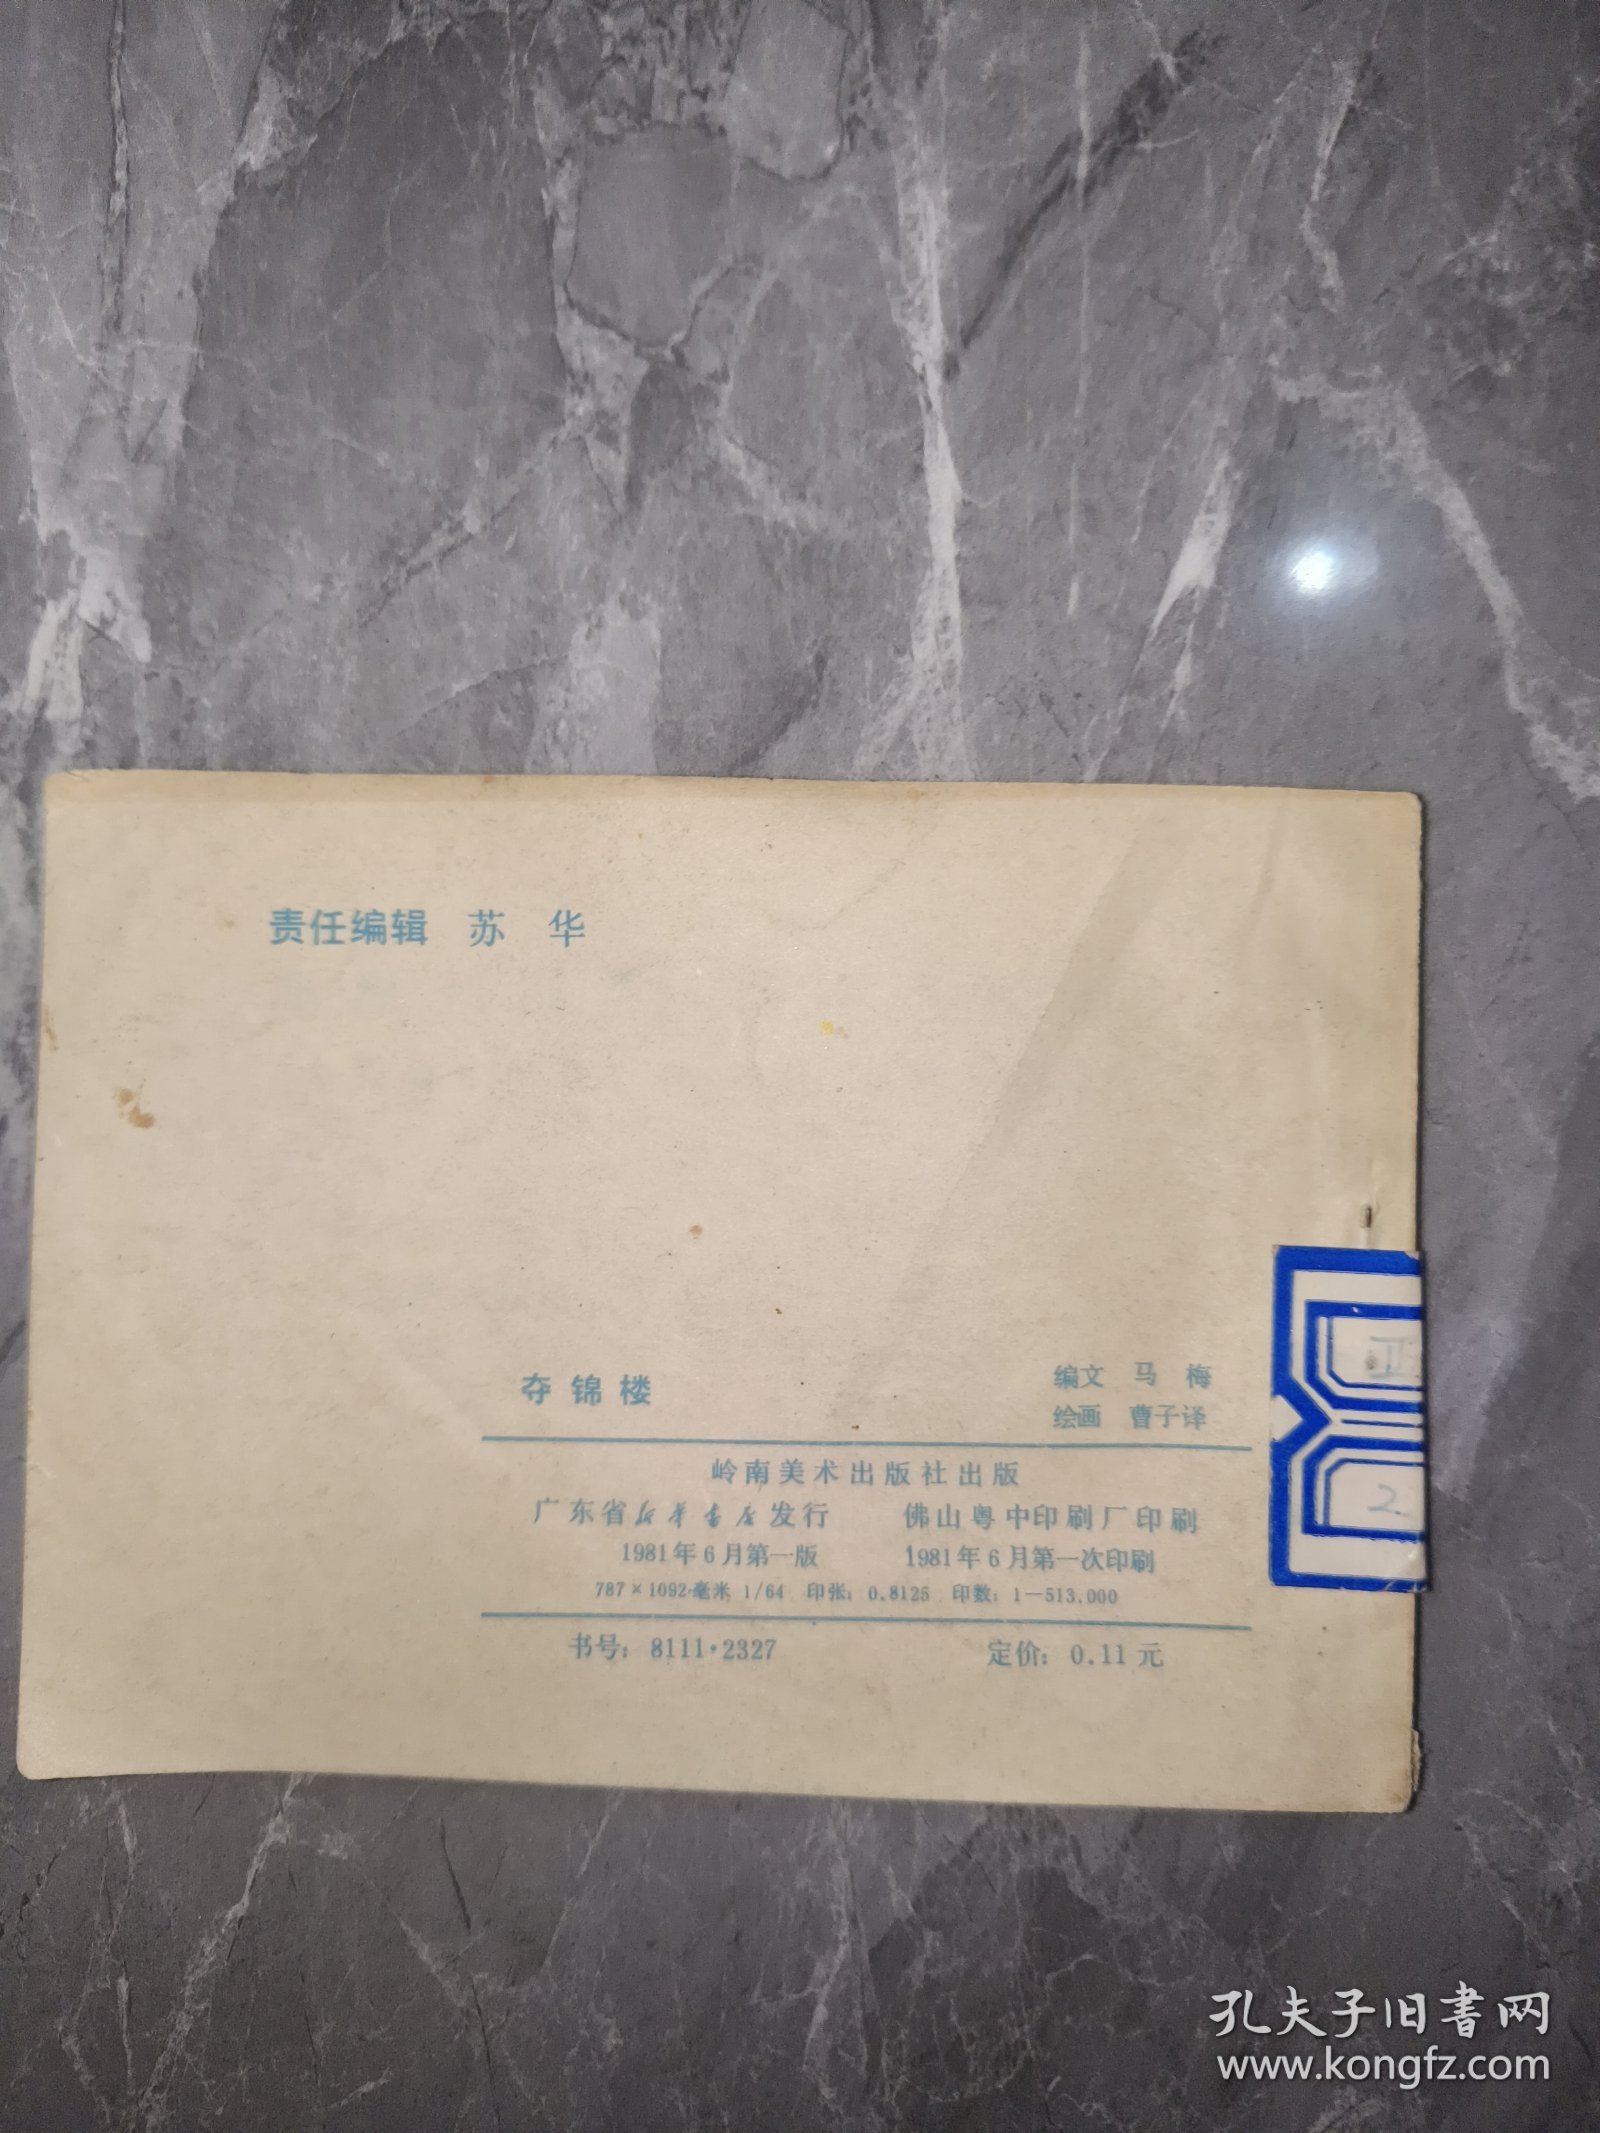 责任编辑 苏 华
夺锦楼
编文 马 梅
绘画 曹子译
岭南美术出版社出版
广东省新华书店发行 佛山粤中印刷厂印刷
1981年6月第一版 1981年6月第一次印刷
787×1092毫米 1/64 印张：0.8125 印数：1—513.000
书号：8111·2327 定价：0.11元
2.
孔夫子旧書网
www.kongfz.com